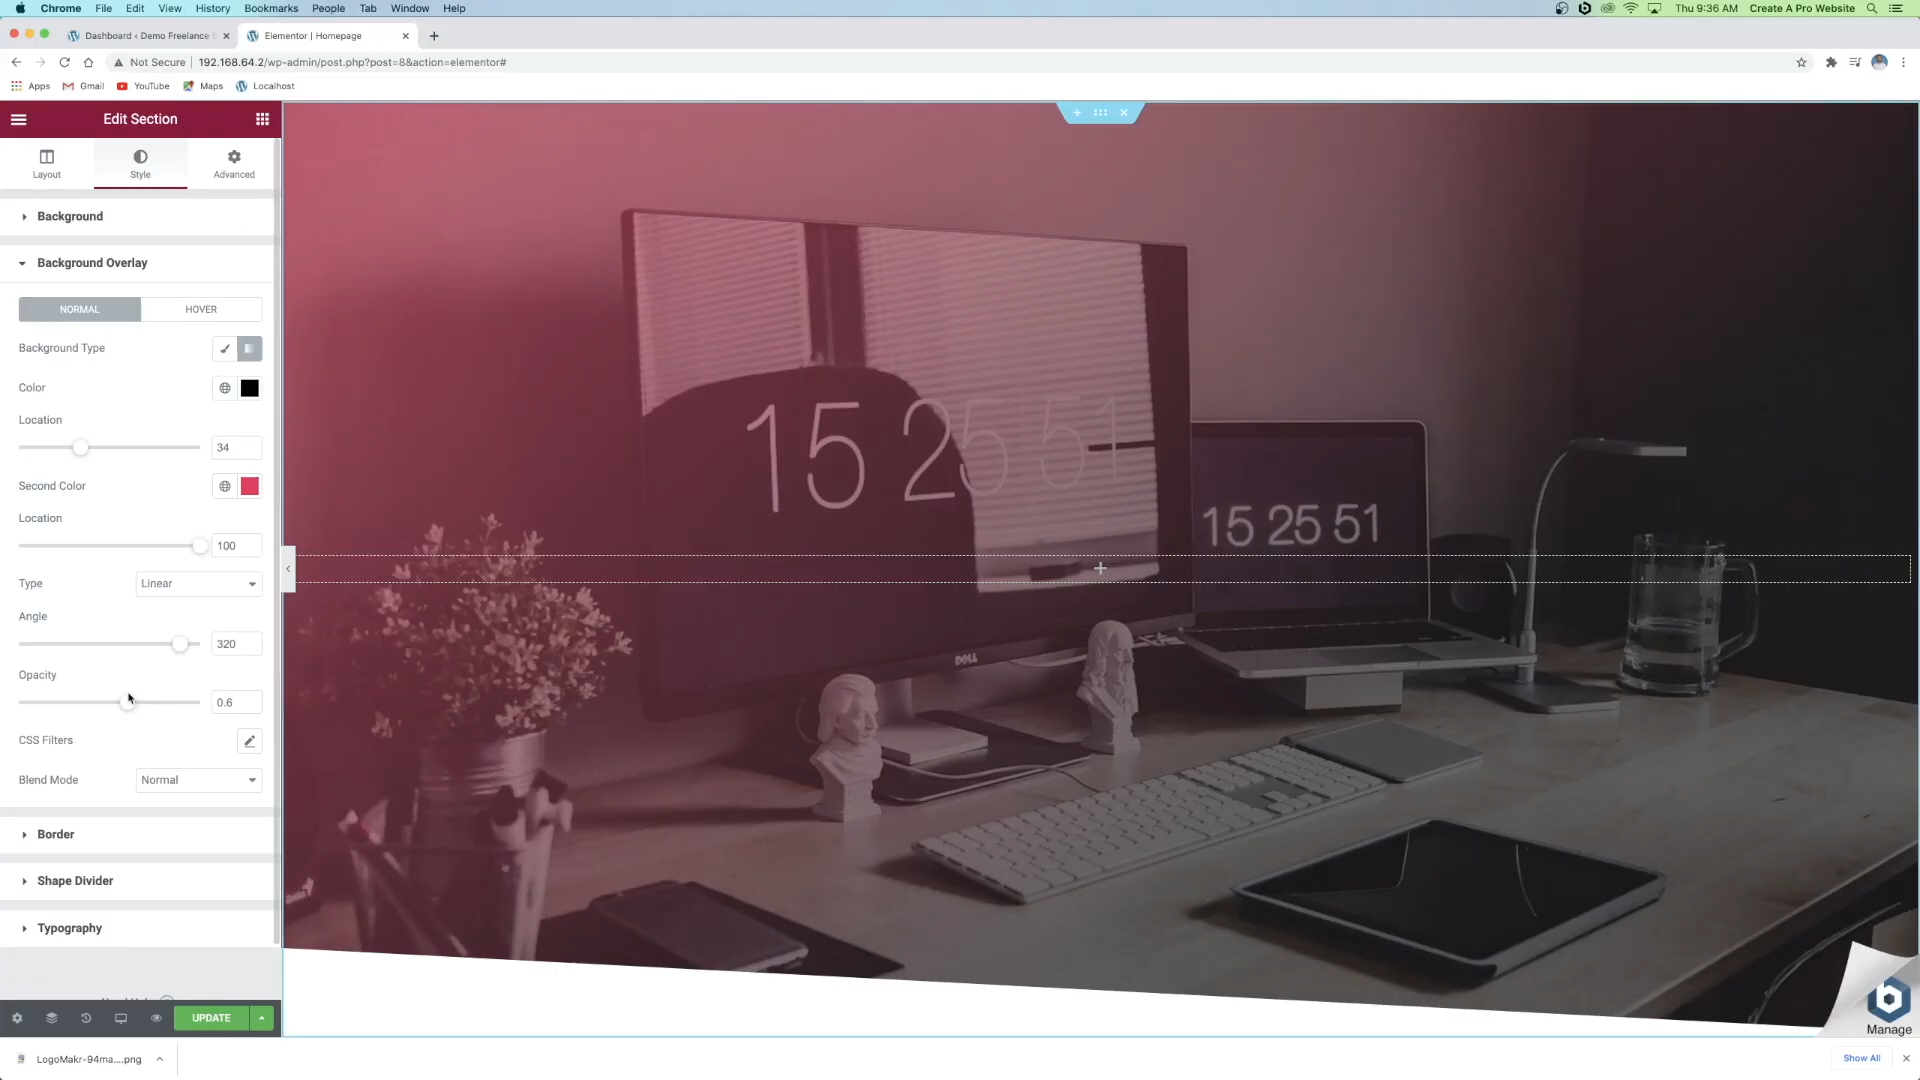 Chrome File Edit View History Bookmarks People Tab Window Help
Thu 9:36 AM Create A Pro Website
Dashboard ‹ Demo Freelance
Elementor | Homepage
Not Secure 192.168.64.2/wp-admin/post.php?post=8&action=elementor#
Apps Gmail YouTube Maps Localhost
Edit Section
Layout Style Advanced
Background
Background Overlay
NORMAL HOVER
Background Type
Color
Location
34
Second Color
Location
100
Type Linear
Angle
320
Opacity
0.6
CSS Filters
Blend Mode Normal
Border
Shape Divider
Typography
UPDATE
15 25 51
15 25 51
DELL
Manage
LogoMakr-94ma....png
Show All